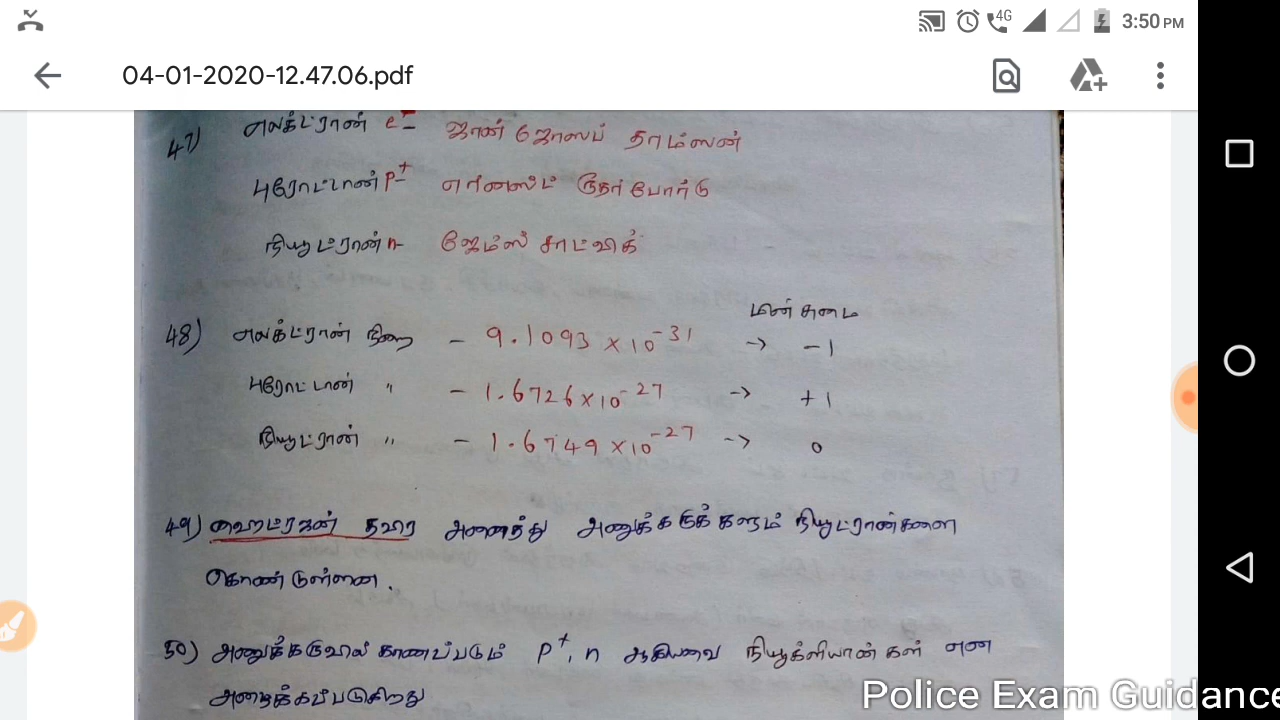 4G 3:50 PM
04-01-2020-12.47.06.pdf
47) எலக்ட்ரான் e⁻ - ஜான் ஜோஸப் தாம்ஸன்
புரோட்டான் p⁺ - எர்னஸ்ட் ரூதர்போர்டு
நியூட்ரான் n - ஜேம்ஸ் சாட்விக்
மின் சுமை
48) எலக்ட்ரான் நிறை - 9.1093 × 10⁻³¹ → -1
புரோட்டான் " - 1.6726 × 10⁻²⁷ → +1
நியூட்ரான் " - 1.6749 × 10⁻²⁷ → 0
49) ஹைட்ரஜன் தவிர அனைத்து அணுக்கருக்களும் நியூட்ரான்களை
கொண்டுள்ளன.
50) அணுக்கருவில் காணப்படும் p⁺, n ஆகியவை நியூக்ளியான்கள் என
அழைக்கப்படுகிறது
Police Exam Guidance